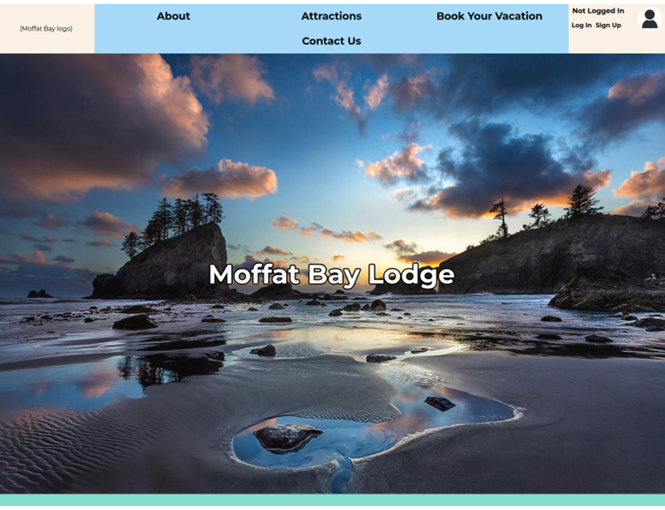 (Moffat Bay logo)
About
Attractions
Book Your Vacation
Contact Us
Not Logged In
Log In Sign Up
Moffat Bay Lodge